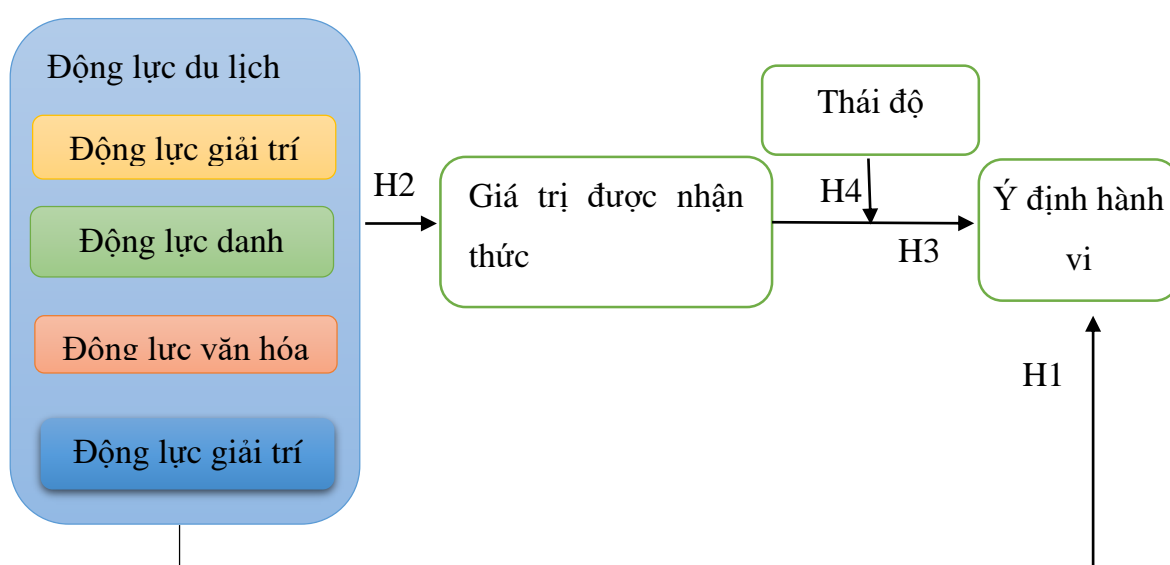 Động lực du lịch
Động lực giải trí
Động lực danh
Động lực văn hóa
Động lực giải trí
H2
Giá trị được nhận
thức
Thái độ
H4
H3
Ý định hành
vi
H1